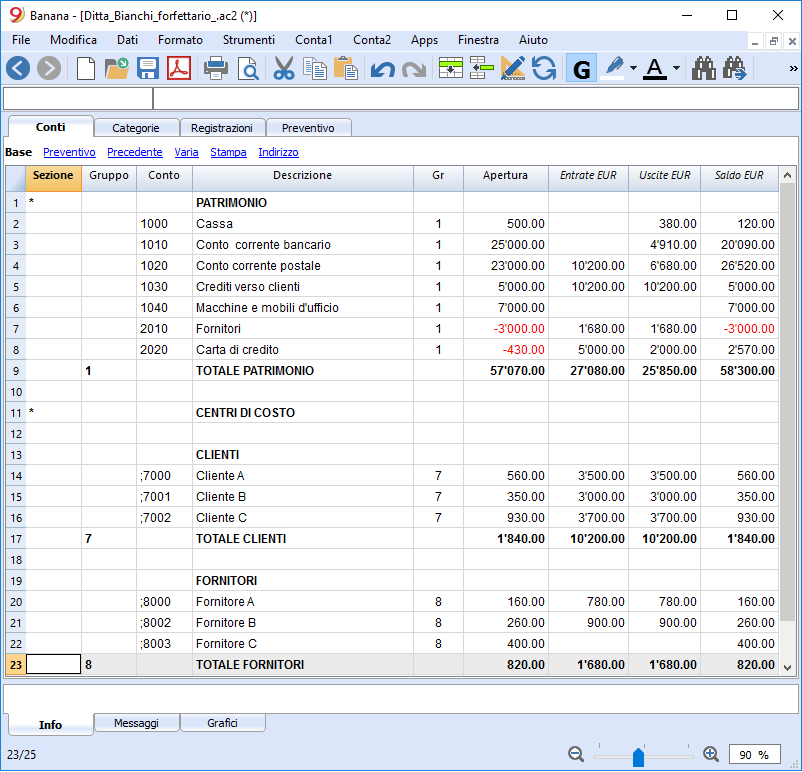 Banana - [Ditta_Bianchi_forfettario_.ac2 (*)]
File Modifica Dati Formato Strumenti Conta1 Conta2 Apps Finestra Aiuto
G A »
Conti Categorie Registrazioni Preventivo
Base Preventivo Precedente Varia Stampa Indirizzo
Sezione Gruppo Conto Descrizione Gr Apertura Entrate EUR Uscite EUR Saldo EUR
1 * PATRIMONIO
2 1000 Cassa 1 500.00 380.00 120.00
3 1010 Conto corrente bancario 1 25'000.00 4'910.00 20'090.00
4 1020 Conto corrente postale 1 23'000.00 10'200.00 6'680.00 26'520.00
5 1030 Crediti verso clienti 1 5'000.00 10'200.00 10'200.00 5'000.00
6 1040 Macchine e mobili d'ufficio 1 7'000.00 7'000.00
7 2010 Fornitori 1 -3'000.00 1'680.00 1'680.00 -3'000.00
8 2020 Carta di credito 1 -430.00 5'000.00 2'000.00 2'570.00
9 1 TOTALE PATRIMONIO 57'070.00 27'080.00 25'850.00 58'300.00
10
11 * CENTRI DI COSTO
12
13 CLIENTI
14 ;7000 Cliente A 7 560.00 3'500.00 3'500.00 560.00
15 ;7001 Cliente B 7 350.00 3'000.00 3'000.00 350.00
16 ;7002 Cliente C 7 930.00 3'700.00 3'700.00 930.00
17 7 TOTALE CLIENTI 1'840.00 10'200.00 10'200.00 1'840.00
18
19 FORNITORI
20 ;8000 Fornitore A 8 160.00 780.00 780.00 160.00
21 ;8002 Fornitore B 8 260.00 900.00 900.00 260.00
22 ;8003 Fornitore C 8 400.00 400.00
23 8 TOTALE FORNITORI 820.00 1'680.00 1'680.00 820.00
Info Messaggi Grafici
23/25 90 %